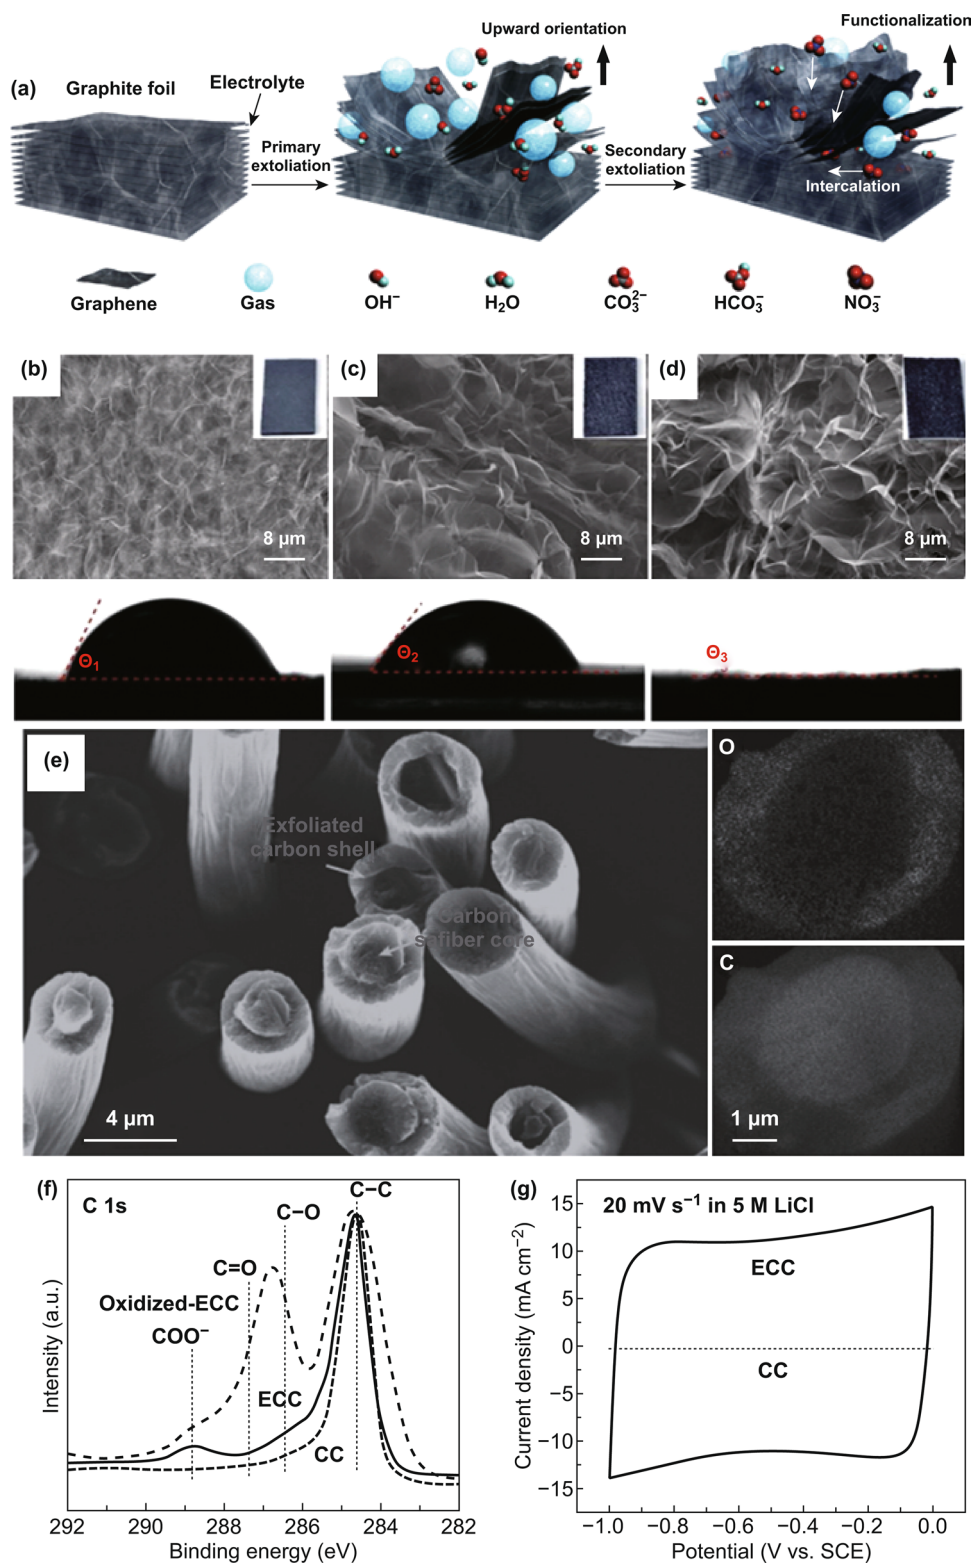 (a)
Graphite foil
Electrolyte
Primary
extoliation
Upward orientation
Secondary
extoliation
Functionalization
Intercalation
Graphene
Gas
OH⁻
H₂O
CO₃²⁻
HCO₃⁻
NO₃⁻
(b)
8 μm
(c)
8 μm
(d)
8 μm
Θ₁
Θ₂
Θ₃
(e)
Exfoliated
carbon shell
Carbon
sefiber core
4 μm
O
C
1 μm
(f)
C 1s
C−C
C−O
C=O
Oxidized-ECC
COO⁻
ECC
CC
Intensity (a.u.)
292 290 288 286 284 282
Binding energy (eV)
(g)
20 mV s⁻¹ in 5 M LiCl
ECC
CC
Current density (mA cm⁻²)
15
10
5
0
−5
−10
−15
−1.0 −0.8 −0.6 −0.4 −0.2 0.0
Potential (V vs. SCE)